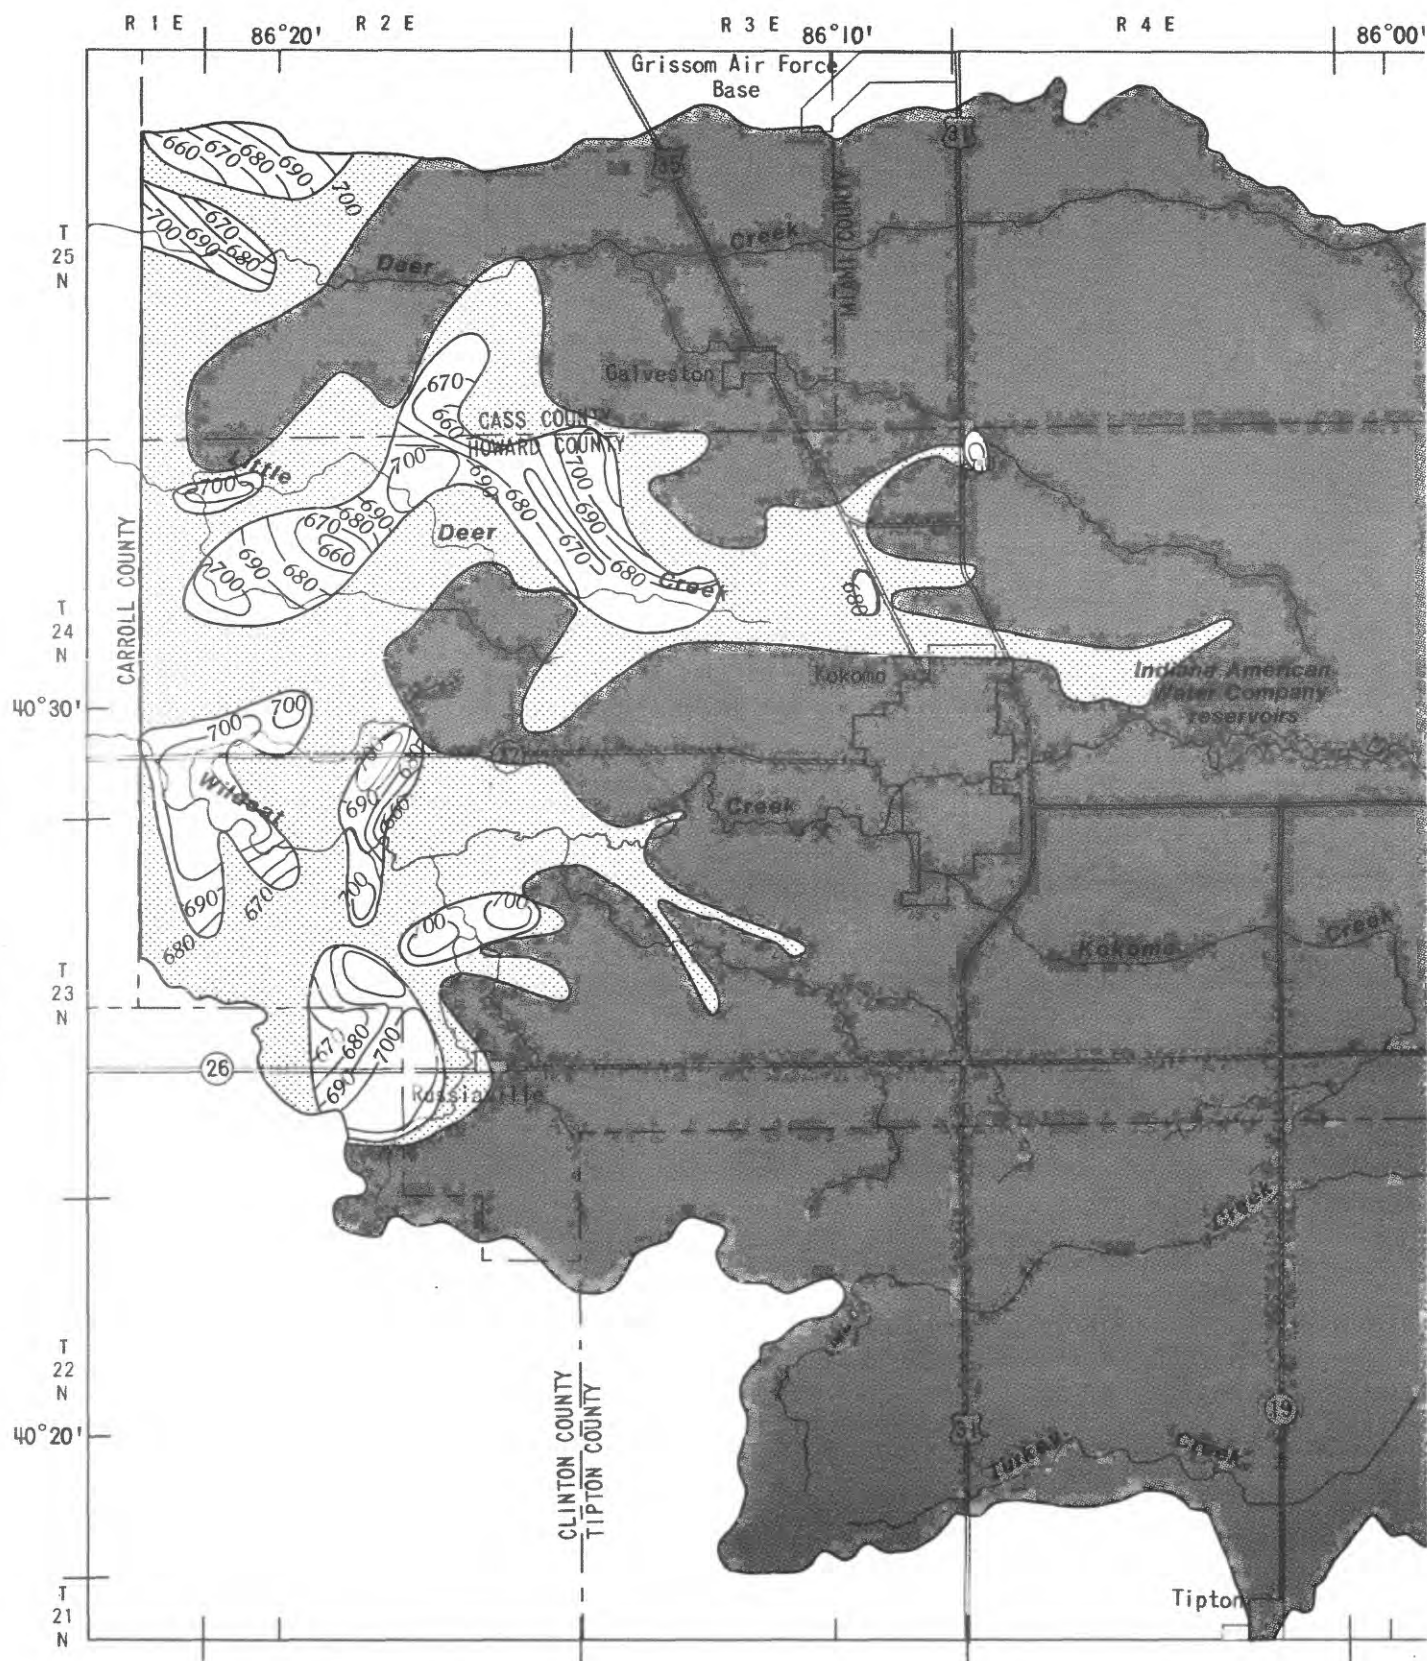 R 1 E
86°20'
R 2 E
R 3 E
86°10'
R 4 E
86°00'
Grissom Air Force
Base
31
35
660
670
680
690
700
700
690
680
670
T
25
N
Deer
Creek
MIAMI COUNTY
Galveston
670
660
CASS COUNTY
HOWARD COUNTY
700
690
680
700
690
670
680
Little
700
Deer
Creek
690
680
670
660
690
680
700
680
CARROLL COUNTY
T
24
N
Kokomo
Indiana American
Water Company
reservoirs
40°30'
700
700
700
Wildcat
690
660
Creek
690
670
680
700
700
700
Kokomo
Creek
T
23
N
26
670
680
700
690
Russiaville
Creek
T
22
N
40°20'
CLINTON COUNTY
TIPTON COUNTY
31
19
Turkey
Creek
T
21
N
Tipton